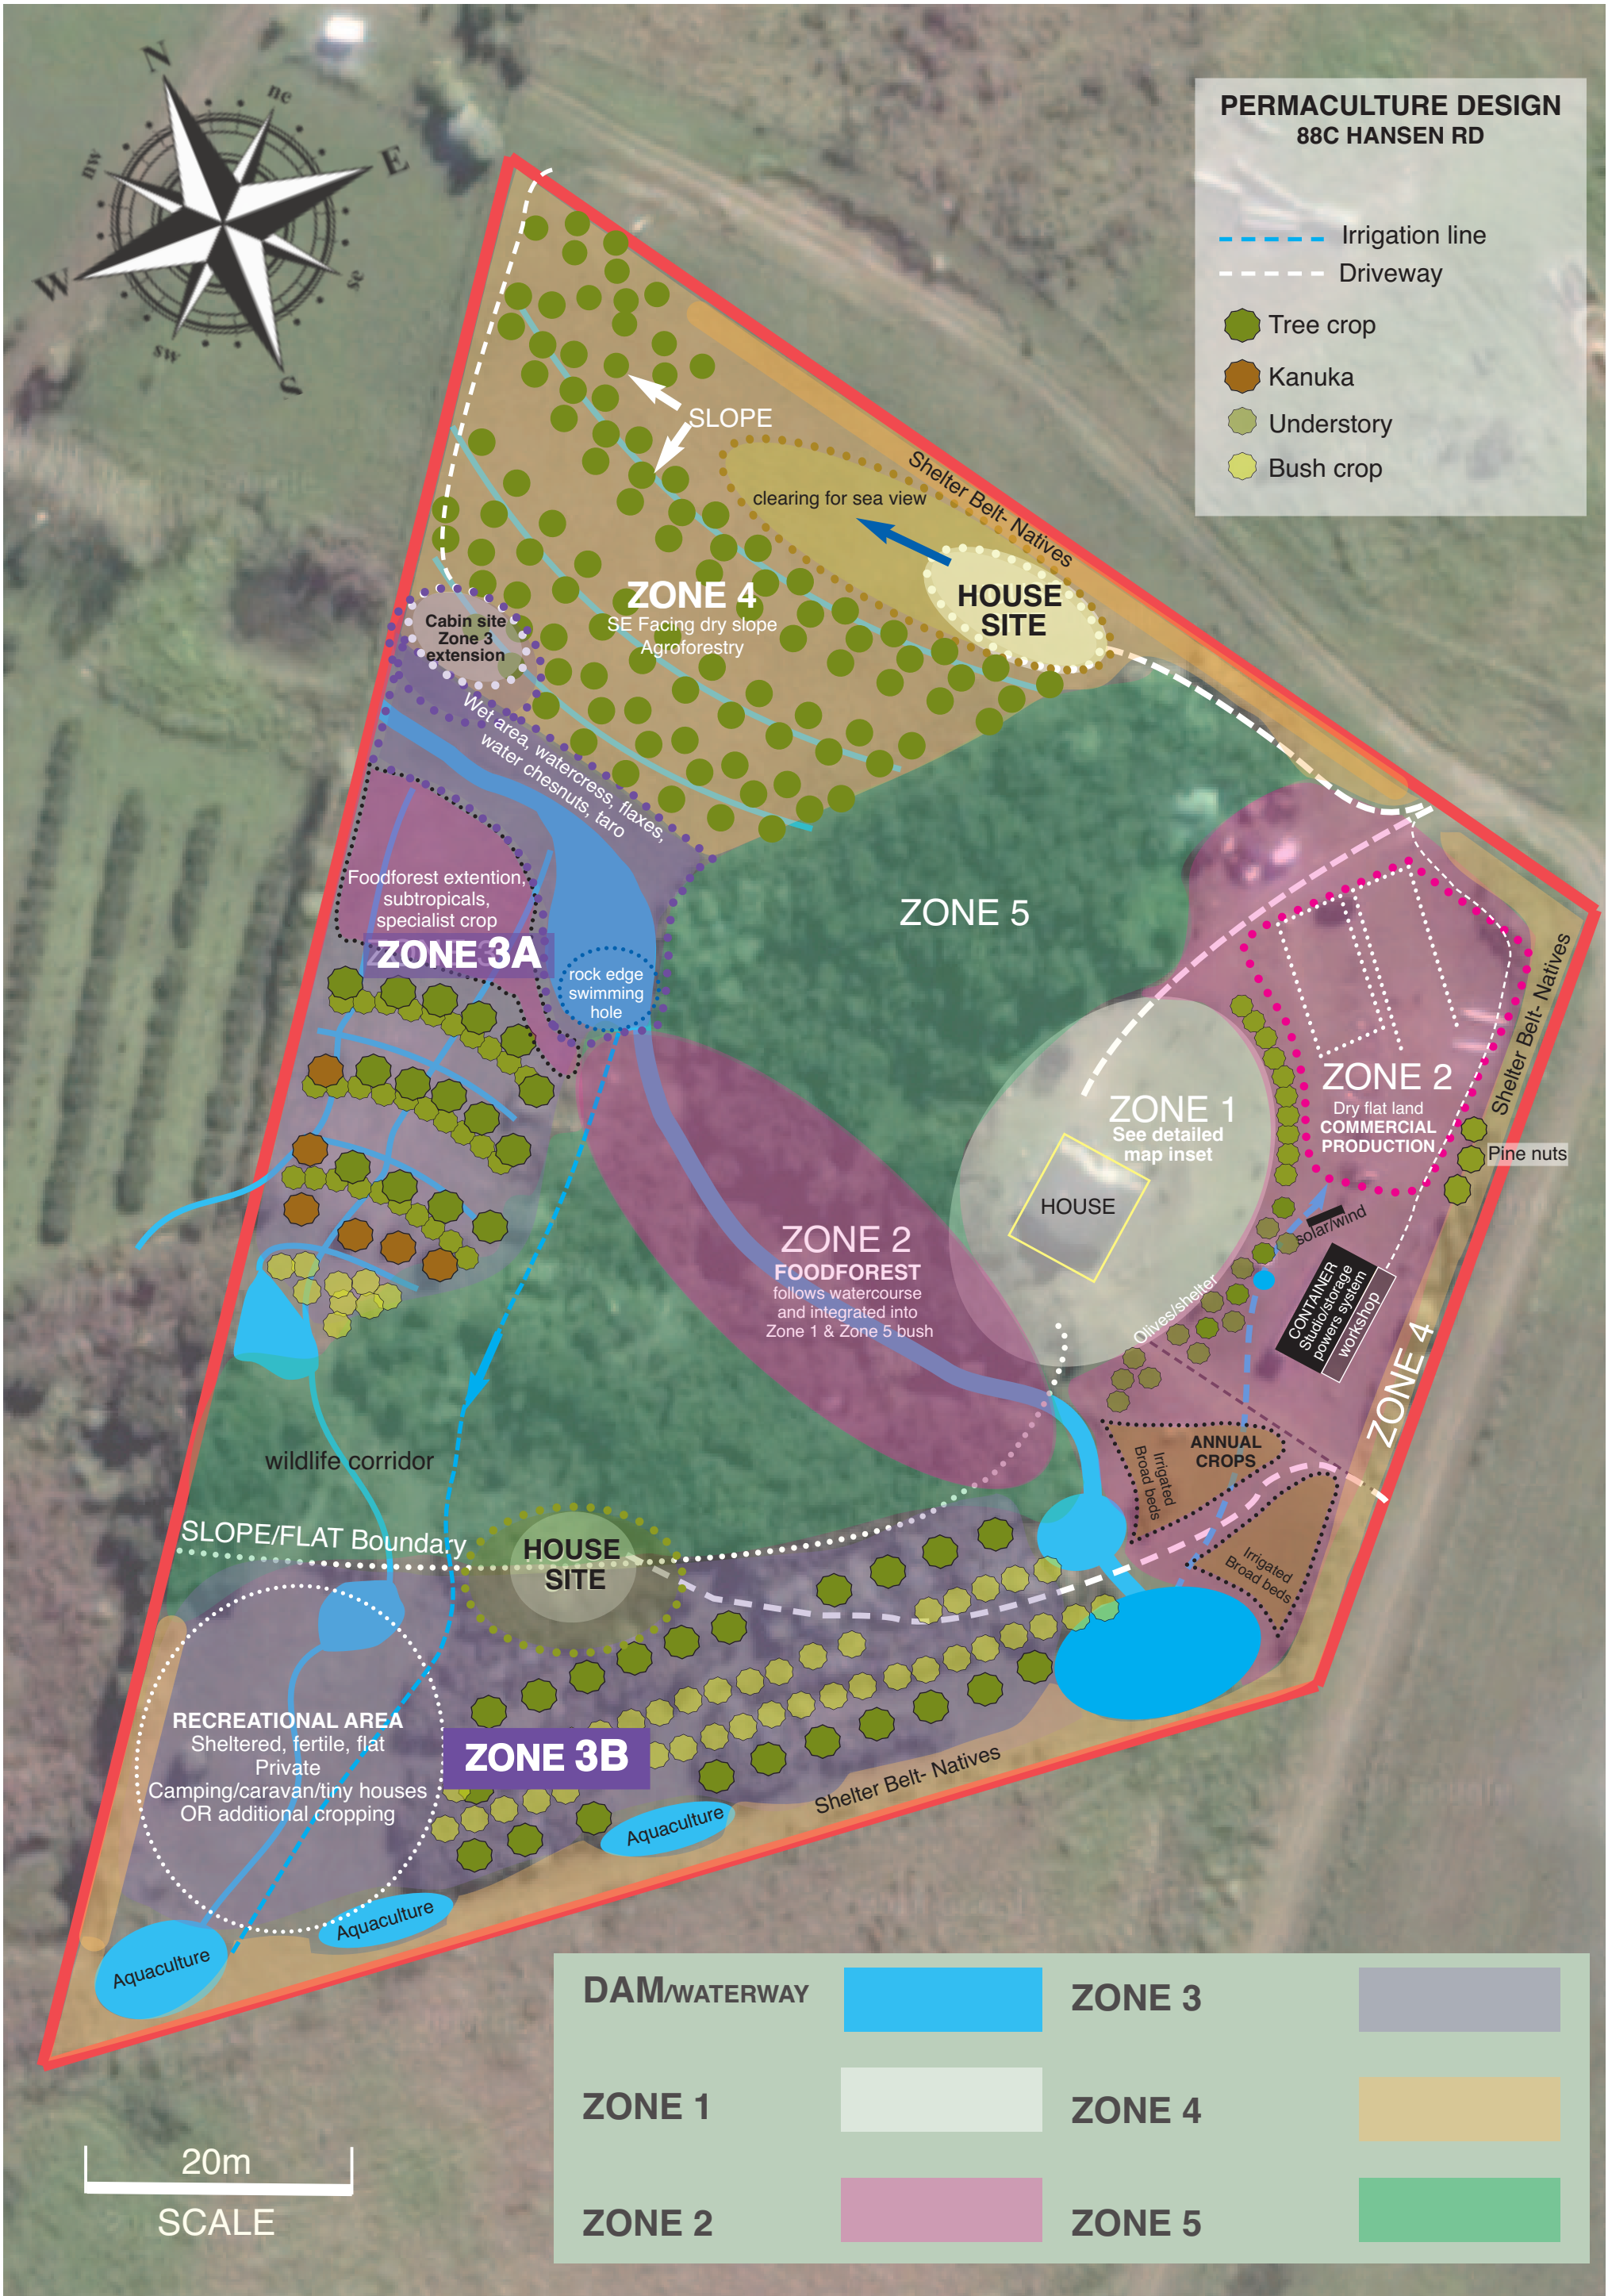 N
ne
E
se
S
sw
W
nw
PERMACULTURE DESIGN
88C HANSEN RD
Irrigation line
Driveway
Tree crop
Kanuka
Understory
Bush crop
SLOPE
Shelter Belt- Natives
clearing for sea view
HOUSE
SITE
ZONE 4
SE Facing dry slope
Agroforestry
Cabin site
Zone 3
extension
Wet area, watercress, flaxes,
water chesnuts, taro
Foodforest extention,
subtropicals,
specialist crop
ZONE 3A
rock edge
swimming
hole
ZONE 5
Shelter Belt- Natives
ZONE 2
Dry flat land
COMMERCIAL
PRODUCTION
Pine nuts
ZONE 1
See detailed
map inset
HOUSE
ZONE 2
FOODFOREST
follows watercourse
and integrated into
Zone 1 & Zone 5 bush
solar/wind
CONTAINER
Studio/storage
powers system
workshop
Olives/shelter
ZONE 4
ANNUAL
CROPS
Irrigated
Broad beds
Irrigated
Broad beds
wildlife corridor
SLOPE/FLAT Boundary
HOUSE
SITE
RECREATIONAL AREA
Sheltered, fertile, flat
Private
Camping/caravan/tiny houses
OR additional cropping
ZONE 3B
Shelter Belt- Natives
Aquaculture
Aquaculture
Aquaculture
DAM/WATERWAY
ZONE 3
ZONE 1
ZONE 4
ZONE 2
ZONE 5
20m
SCALE